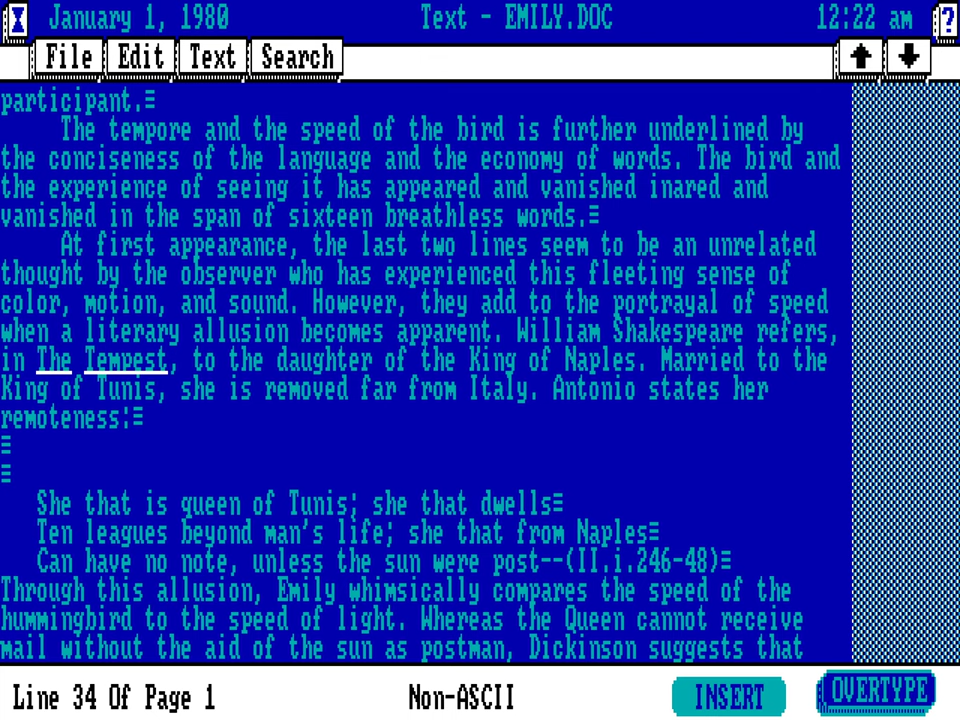 January 1, 1980 Text - EMILY.DOC 12:22 am ?
File Edit Text Search
participant.≡
The tempore and the speed of the bird is further underlined by
the conciseness of the language and the economy of words. The bird and
the experience of seeing it has appeared and vanished inared and
vanished in the span of sixteen breathless words.≡
At first appearance, the last two lines seem to be an unrelated
thought by the observer who has experienced this fleeting sense of
color, motion, and sound. However, they add to the portrayal of speed
when a literary allusion becomes apparent. William Shakespeare refers,
in The Tempest, to the daughter of the King of Naples. Married to the
King of Tunis, she is removed far from Italy. Antonio states her
remoteness:≡
≡
≡
She that is queen of Tunis; she that dwells≡
Ten leagues beyond man's life; she that from Naples≡
Can have no note, unless the sun were post--(II.i.246-48)≡
Through this allusion, Emily whimsically compares the speed of the
hummingbird to the speed of light. Whereas the Queen cannot receive
mail without the aid of the sun as postman, Dickinson suggests that
Line 34 Of Page 1 Non-ASCII INSERT OVERTYPE